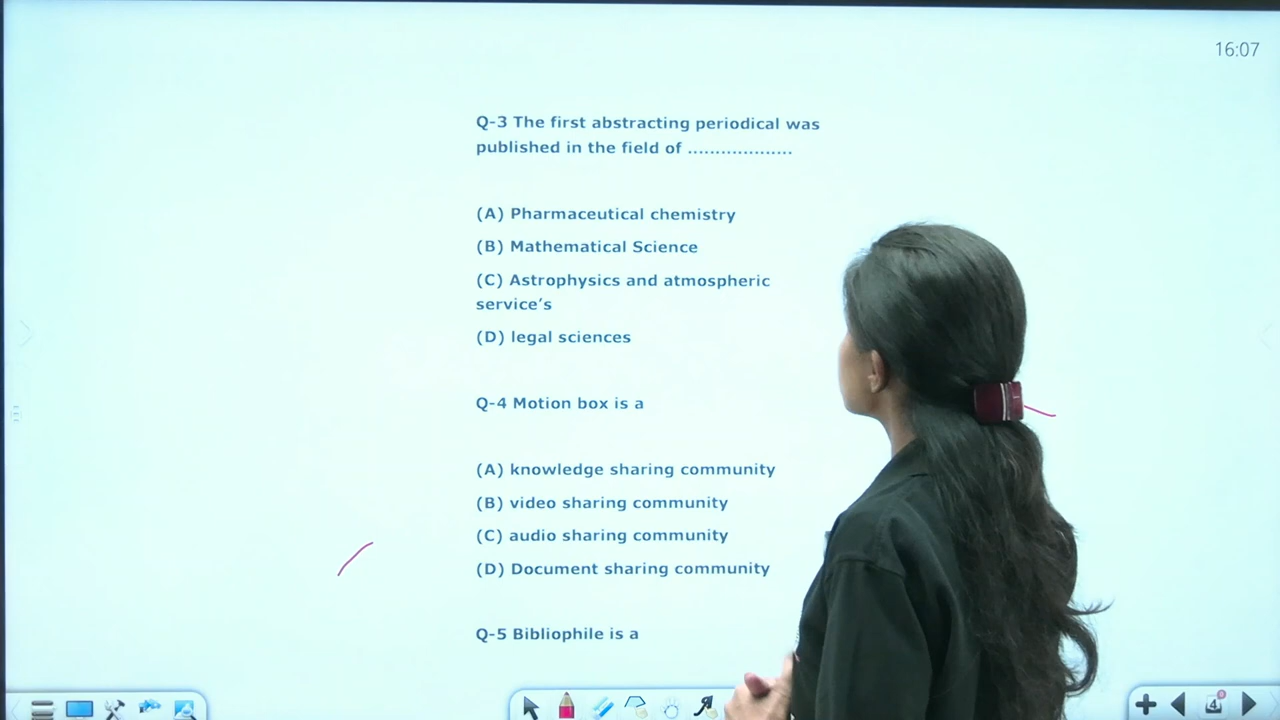 16:07
Q-3 The first abstracting periodical was
published in the field of ...................
(A) Pharmaceutical chemistry
(B) Mathematical Science
(C) Astrophysics and atmospheric
service's
(D) legal sciences
Q-4 Motion box is a
(A) knowledge sharing community
(B) video sharing community
(C) audio sharing community
(D) Document sharing community
Q-5 Bibliophile is a
4